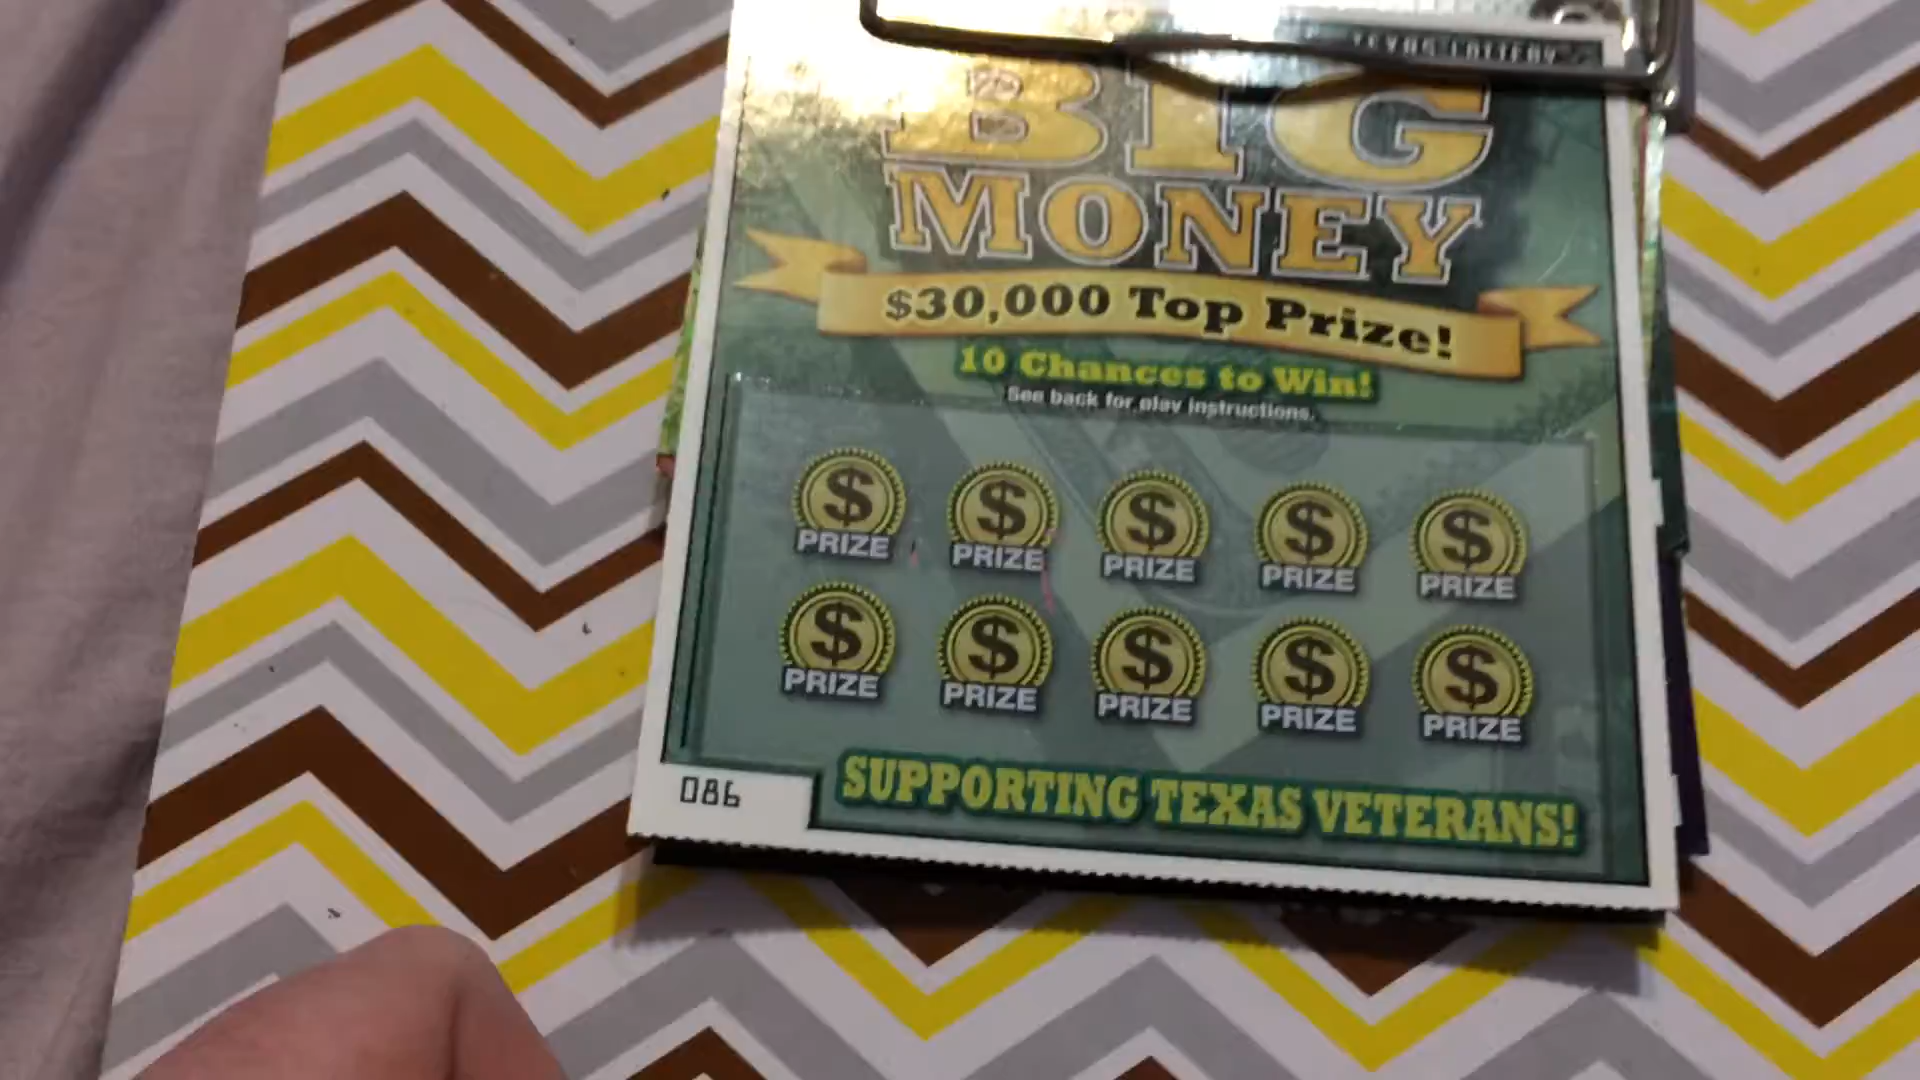 TEXAS LOTTERY
BIG
MONEY
$30,000 Top Prize!
10 Chances to Win!
See back for play instructions.
$ $ $ $ $
PRIZE PRIZE PRIZE PRIZE PRIZE
$ $ $ $ $
PRIZE PRIZE PRIZE PRIZE PRIZE
086
SUPPORTING TEXAS VETERANS!